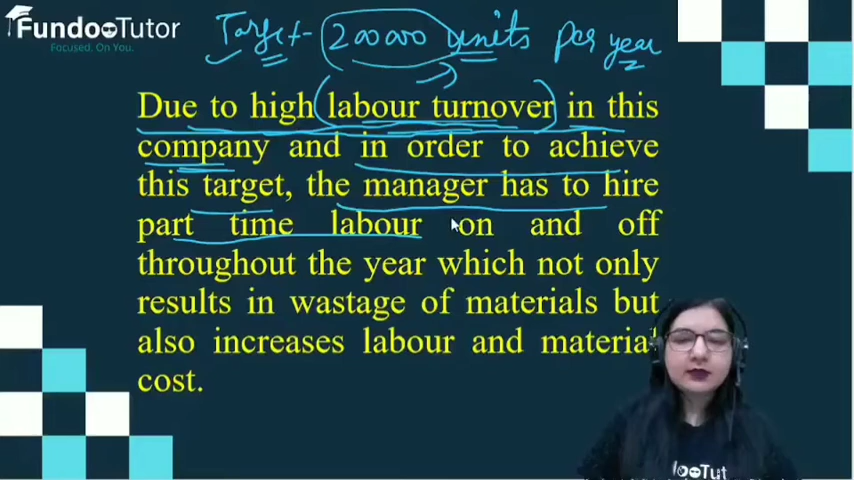 FundooTutor
Focused. On You.
Target- 200000 units per year
Due to high labour turnover in this
company and in order to achieve
this target, the manager has to hire
part time labour on and off
throughout the year which not only
results in wastage of materials but
also increases labour and material
cost.